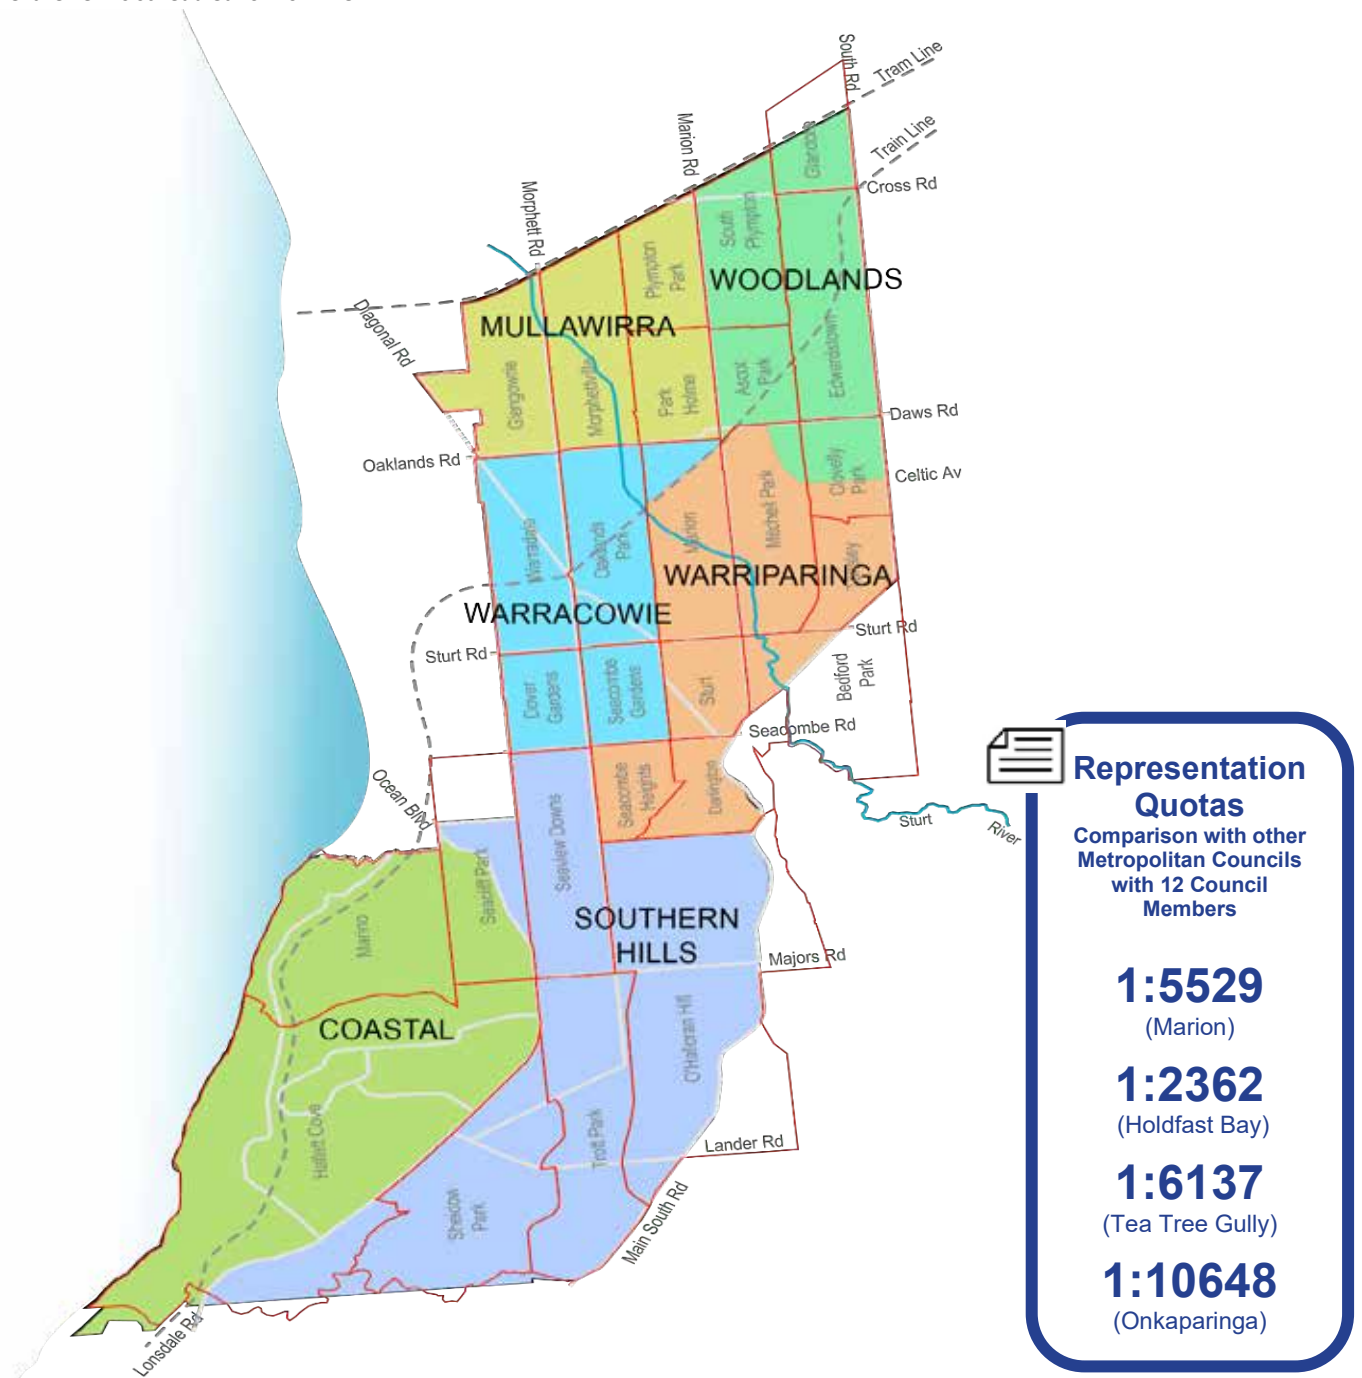 South Rd
Tram Line
Train Line
Marion Rd
Cross Rd
Morphett Rd
Glandore
South
Plympton
Plympton
Park
WOODLANDS
Diagonal Rd
MULLAWIRRA
Edwardstown
Ascot
Park
Glengowrie
Morphettville
Park
Holme
Daws Rd
Oaklands Rd
Clovelly
Park
Celtic Av
Mitchell Park
Marion
Warradale
Oaklands
Park
WARRIPARINGA
WARRACOWIE
Sturt Rd
Sturt Rd
Bedford
Park
Dover
Gardens
Seacombe
Gardens
Sturt
Seacombe Rd
Ocean Blvd
Seacombe
Heights
Darlington
Sturt
River
Seaview Downs
Seacliff Park
Marino
SOUTHERN
HILLS
Majors Rd
COASTAL
O'Halloran Hill
Hallett Cove
Trott Park
Lander Rd
Sheidow
Park
Main South Rd
Lonsdale Rd
Representation
Quotas
Comparison with other
Metropolitan Councils
with 12 Council
Members
1:5529
(Marion)
1:2362
(Holdfast Bay)
1:6137
(Tea Tree Gully)
1:10648
(Onkaparinga)